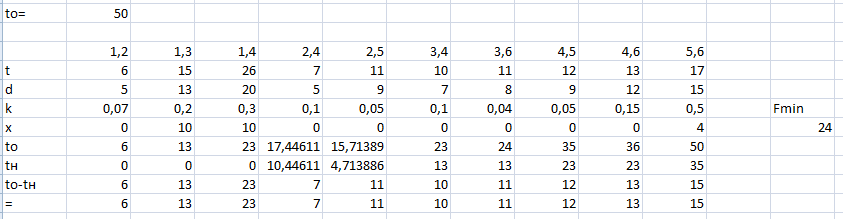 to= 50
1,2 1,3 1,4 2,4 2,5 3,4 3,6 4,5 4,6 5,6
t 6 15 26 7 11 10 11 12 13 17
d 5 13 20 5 9 7 8 9 12 15
k 0,07 0,2 0,3 0,1 0,05 0,1 0,04 0,05 0,15 0,5 Fmin
x 0 10 10 0 0 0 0 0 0 4 24
to 6 13 23 17,44611 15,71389 23 24 35 36 50
tн 0 0 0 10,44611 4,713886 13 13 23 23 35
to-tн 6 13 23 7 11 10 11 12 13 15
= 6 13 23 7 11 10 11 12 13 15